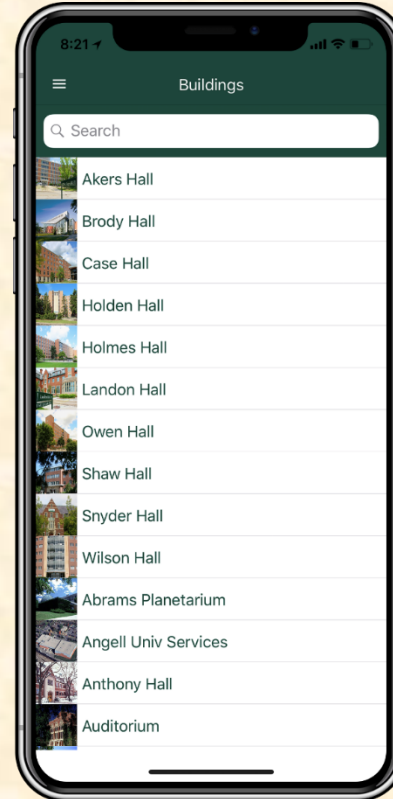 8:21
Buildings
Search
Akers Hall
Brody Hall
Case Hall
Holden Hall
Holmes Hall
Landon Hall
Owen Hall
Shaw Hall
Snyder Hall
Wilson Hall
Abrams Planetarium
Angell Univ Services
Anthony Hall
Auditorium